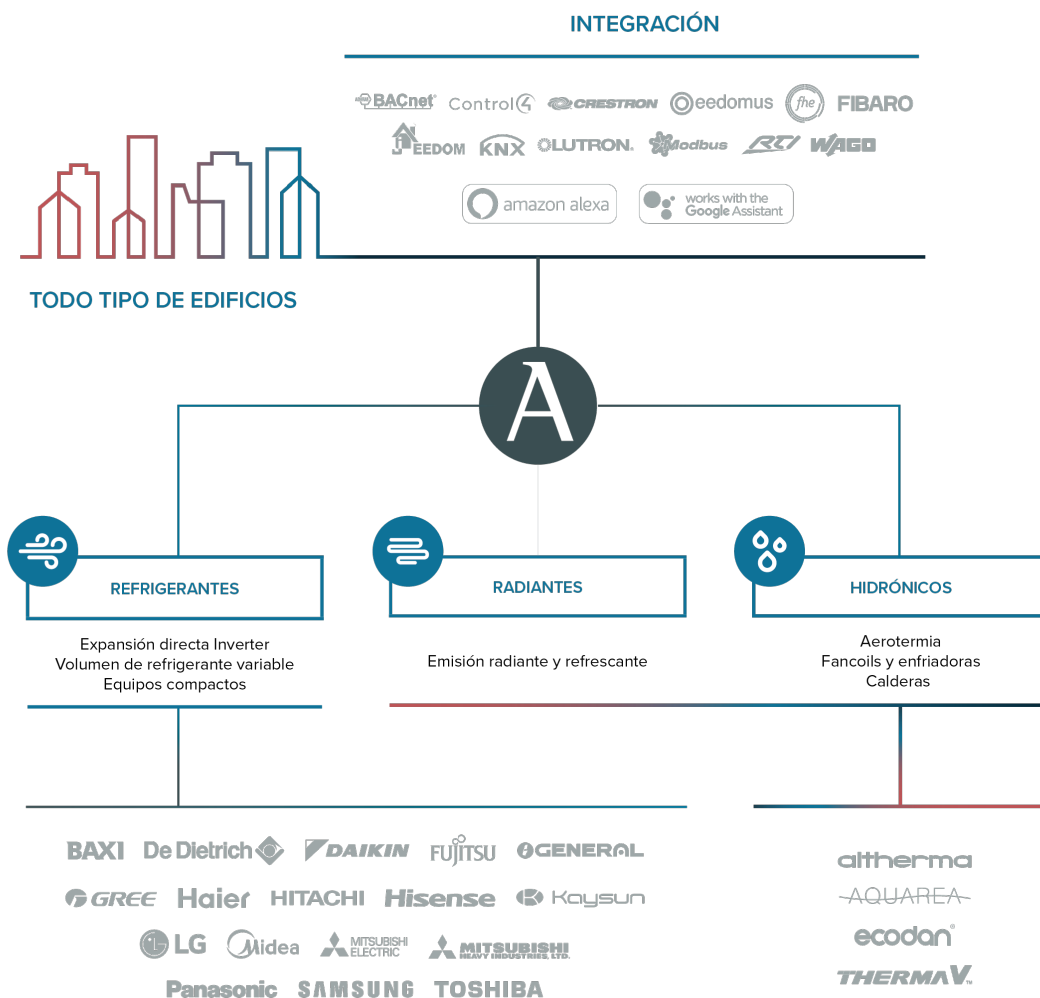 INTEGRACIÓN
BACnet Control4 CRESTRON eedomus fhe FIBARO
JEEDOM KNX LUTRON. Modbus RTI WAGO
amazon alexa
works with the
Google Assistant
TODO TIPO DE EDIFICIOS
A
REFRIGERANTES
RADIANTES
HIDRÓNICOS
Expansión directa Inverter
Volumen de refrigerante variable
Equipos compactos
Emisión radiante y refrescante
Aerotermia
Fancoils y enfriadoras
Calderas
BAXI De Dietrich DAIKIN FUJITSU GENERAL
GREE Haier HITACHI Hisense Kaysun
LG Midea MITSUBISHI ELECTRIC MITSUBISHI HEAVY INDUSTRIES, LTD.
Panasonic SAMSUNG TOSHIBA
altherma
AQUAREA
ecodan®
THERMA V™